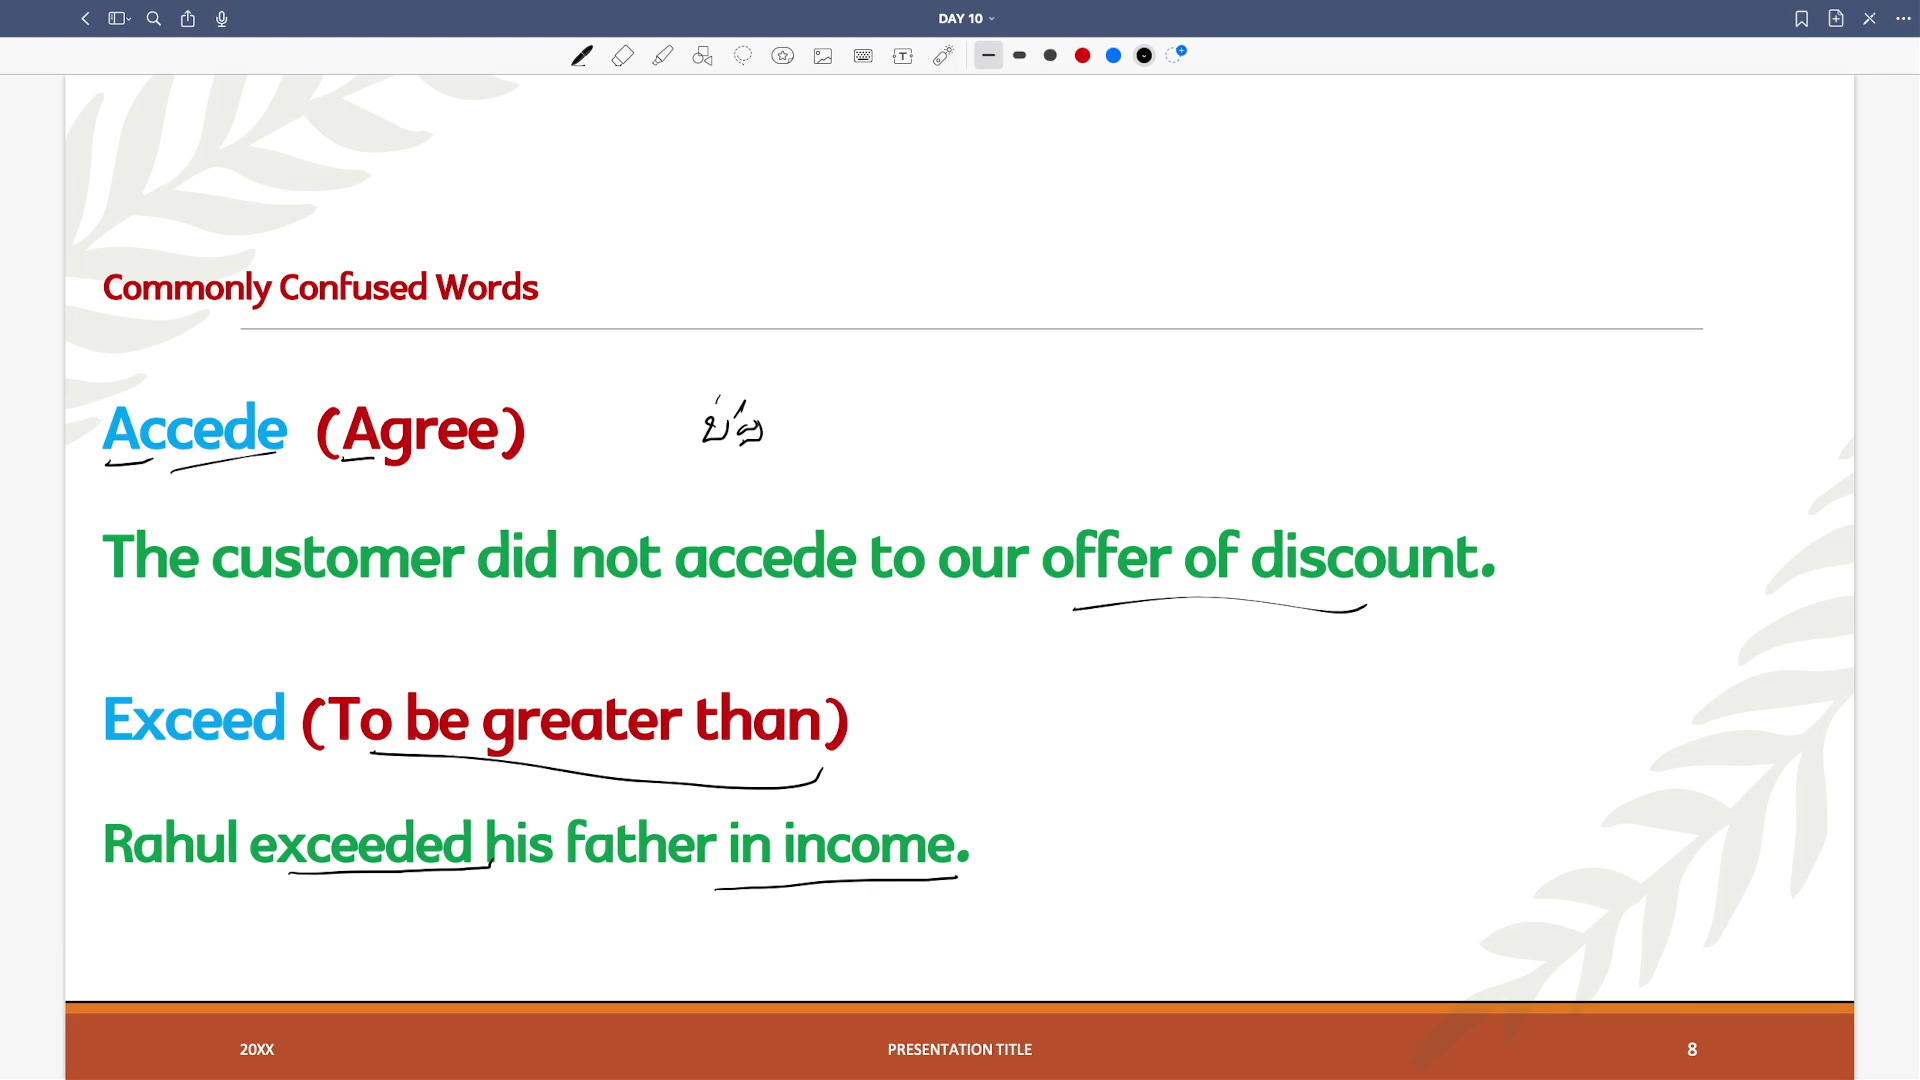 DAY 10
Commonly Confused Words
Accede (Agree)
The customer did not accede to our offer of discount.
Exceed (To be greater than)
Rahul exceeded his father in income.
20XX
PRESENTATION TITLE
8